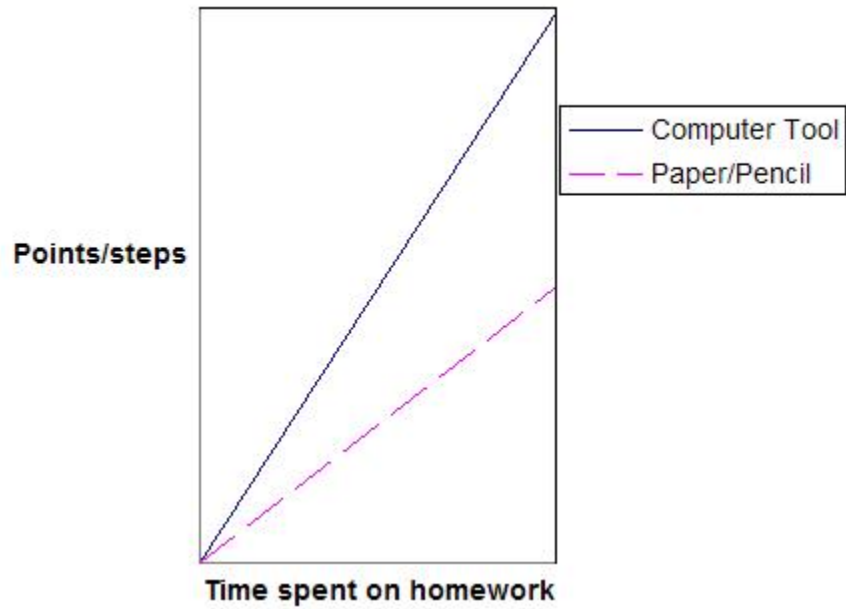 Computer Tool
Paper/Pencil
Points/steps
Time spent on homework